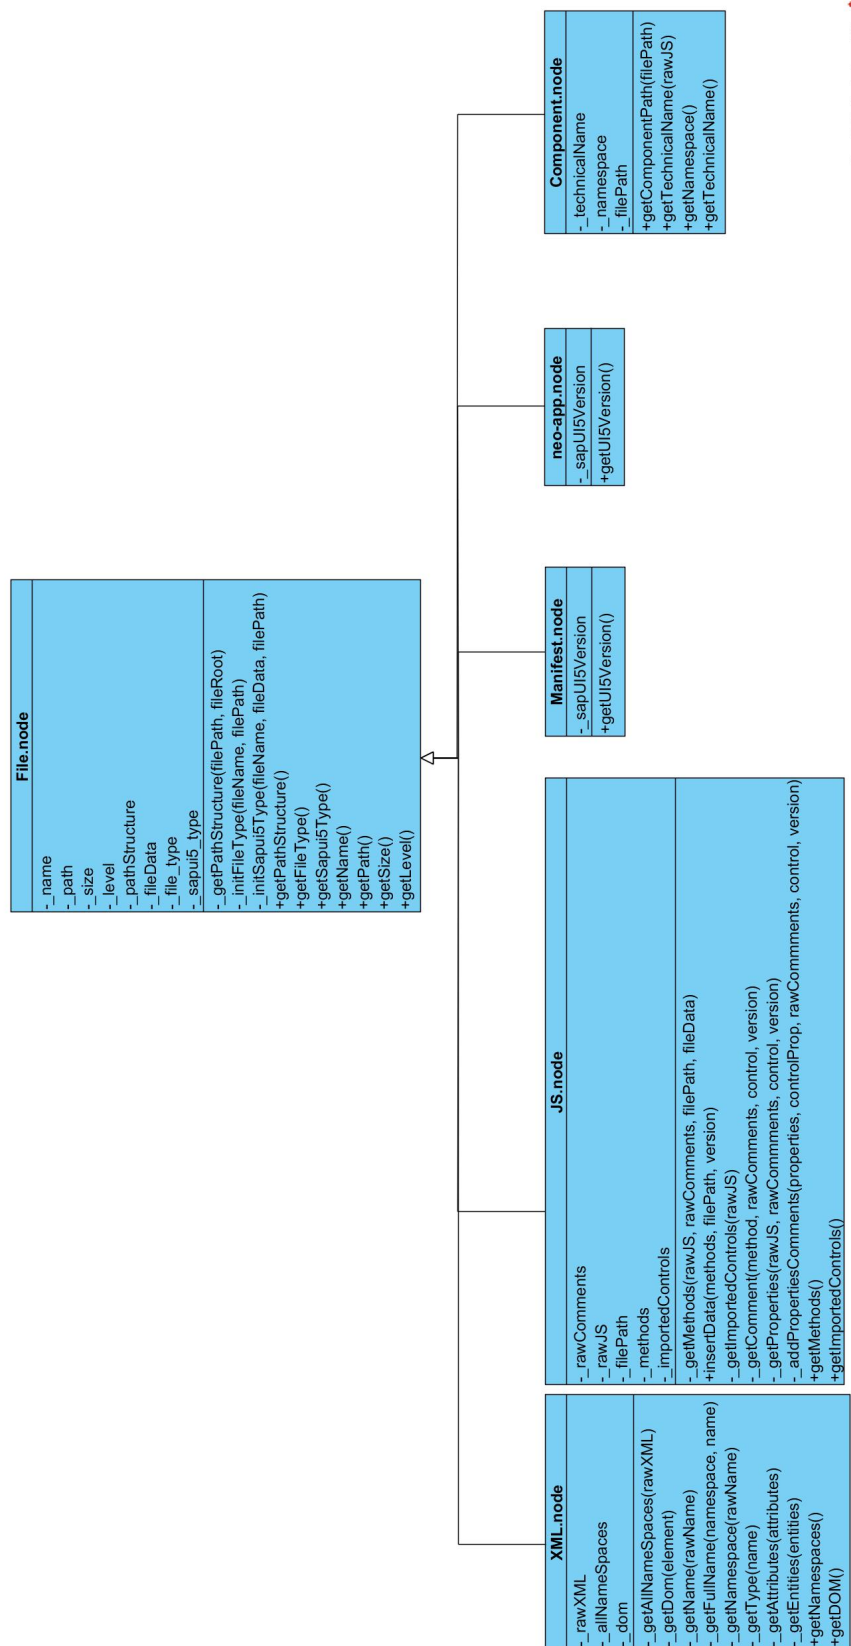 File.node
-_name
-_path
-_size
-_level
-_pathStructure
-_fileData
-_file_type
-_sapui5_type
-_getPathStructure(filePath, fileRoot)
-_initFileType(fileName, filePath)
-_initSapui5Type(fileName, fileData, filePath)
+getPathStructure()
+getFileType()
+getSapui5Type()
+getName()
+getPath()
+getSize()
+getLevel()
XML.node
-_rawXML
-_allNameSpaces
-_dom
-_getAllNameSpaces(rawXML)
-_getDom(element)
-_getName(rawName)
-_getFullName(namespace, name)
-_getNamespace(rawName)
-_getType(name)
-_getAttributes(attributes)
-_getEntities(entities)
+getNamespaces()
+getDOM()
JS.node
-_rawComments
-_rawJS
-_filePath
-_methods
-_importedControls
-_getMethods(rawJS, rawComments, filePath, fileData)
+insertData(methods, filePath, version)
-_getImportedControls(rawJS)
-_getComment(method, rawComments, control, version)
-_getProperties(rawJS, rawCommments, control, version)
-_addPropertiesComments(properties, controlProp, rawCommments, control, version)
+getMethods()
+getImportedControls()
Manifest.node
-_sapUI5Version
+getUI5Version()
neo-app.node
-_sapUI5Version
+getUI5Version()
Component.node
-_technicalName
-_namespace
-_filePath
+getComponentPath(filePath)
+getTechnicalName(rawJS)
+getNamespace()
+getTechnicalName()